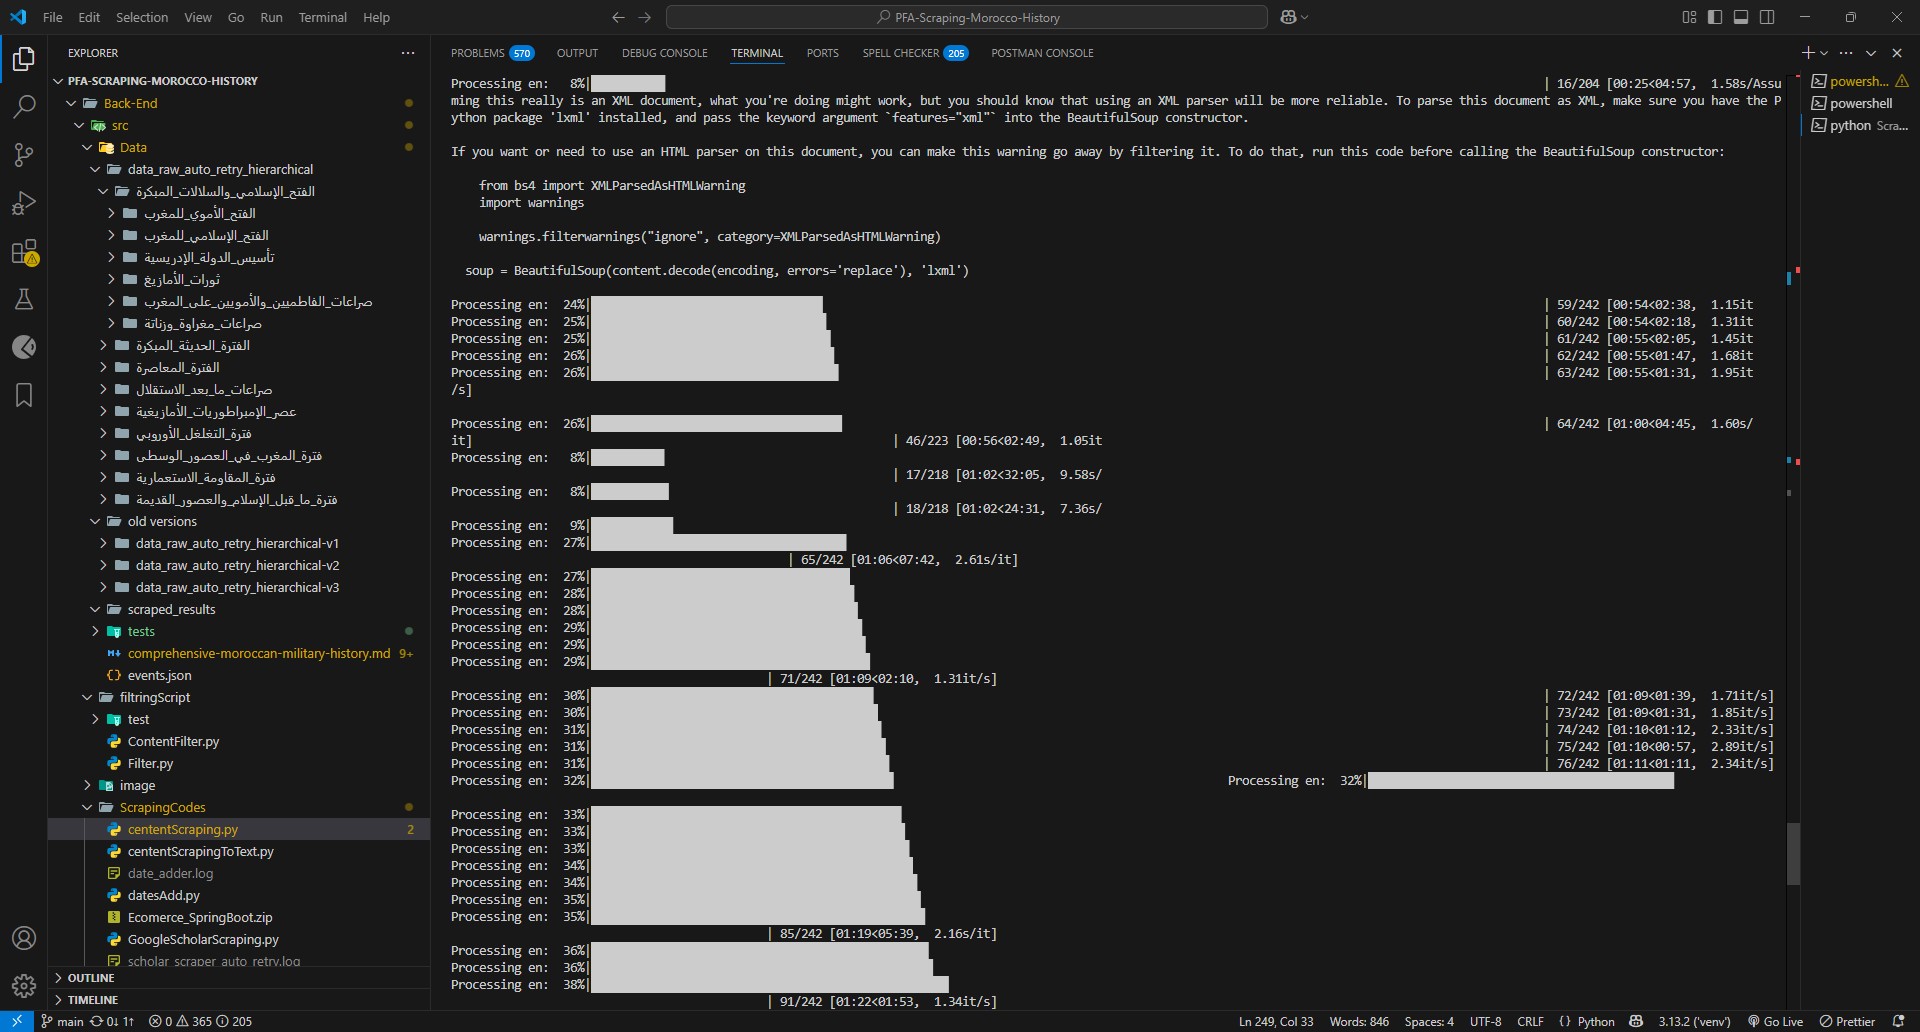 File Edit Selection View Go Run Terminal Help
PFA-Scraping-Morocco-History
EXPLORER
PFA-SCRAPING-MOROCCO-HISTORY
Back-End
src
Data
data_raw_auto_retry_hierarchical
الفتح_الإسلامي_والسلالات_المبكرة
الفتح_الأموي_للمغرب
الفتح_الإسلامي_للمغرب
تأسيس_الدولة_الإدريسية
ثورات_الأمازيغ
صراعات_الفاطميين_والأمويين_على_المغرب
صراعات_مغراوة_وزناتة
الفترة_الحديثة_المبكرة
الفترة_المعاصرة
صراعات_ما_بعد_الاستقلال
عصر_الإمبراطوريات_الأمازيغية
فترة_التغلغل_الأوروبي
فترة_المغرب_في_العصور_الوسطى
فترة_المقاومة_الاستعمارية
فترة_ما_قبل_الإسلام_والعصور_القديمة
old versions
data_raw_auto_retry_hierarchical-v1
data_raw_auto_retry_hierarchical-v2
data_raw_auto_retry_hierarchical-v3
scraped_results
tests
comprehensive-moroccan-military-history.md 9+
events.json
filtringScript
test
ContentFilter.py
Filter.py
image
ScrapingCodes
cententScraping.py 2
cententScrapingToText.py
date_adder.log
datesAdd.py
Ecomerce_SpringBoot.zip
GoogleScholarScraping.py
scholar_scraper_auto_retry.log
OUTLINE
TIMELINE
PROBLEMS 570 OUTPUT DEBUG CONSOLE TERMINAL PORTS SPELL CHECKER 205 POSTMAN CONSOLE
Processing en: 8%| | 16/204 [00:25<04:57, 1.58s/Assu
ming this really is an XML document, what you're doing might work, but you should know that using an XML parser will be more reliable. To parse this document as XML, make sure you have the P
ython package 'lxml' installed, and pass the keyword argument `features="xml"` into the BeautifulSoup constructor.
If you want or need to use an HTML parser on this document, you can make this warning go away by filtering it. To do that, run this code before calling the BeautifulSoup constructor:
from bs4 import XMLParsedAsHTMLWarning
import warnings
warnings.filterwarnings("ignore", category=XMLParsedAsHTMLWarning)
soup = BeautifulSoup(content.decode(encoding, errors='replace'), 'lxml')
Processing en: 24%| | 59/242 [00:54<02:38, 1.15it
Processing en: 25%| | 60/242 [00:54<02:18, 1.31it
Processing en: 25%| | 61/242 [00:55<02:05, 1.45it
Processing en: 26%| | 62/242 [00:55<01:47, 1.68it
Processing en: 26%| | 63/242 [00:55<01:31, 1.95it
/s]
Processing en: 26%| | 64/242 [01:00<04:45, 1.60s/
it] | 46/223 [00:56<02:49, 1.05it
Processing en: 8%|
| 17/218 [01:02<32:05, 9.58s/
Processing en: 8%|
| 18/218 [01:02<24:31, 7.36s/
Processing en: 9%|
Processing en: 27%|
| 65/242 [01:06<07:42, 2.61s/it]
Processing en: 27%|
Processing en: 28%|
Processing en: 28%|
Processing en: 29%|
Processing en: 29%|
Processing en: 29%|
| 71/242 [01:09<02:10, 1.31it/s]
Processing en: 30%| | 72/242 [01:09<01:39, 1.71it/s]
Processing en: 30%| | 73/242 [01:09<01:31, 1.85it/s]
Processing en: 31%| | 74/242 [01:10<01:12, 2.33it/s]
Processing en: 31%| | 75/242 [01:10<00:57, 2.89it/s]
Processing en: 31%| | 76/242 [01:11<01:11, 2.34it/s]
Processing en: 32%| Processing en: 32%|
Processing en: 33%|
Processing en: 33%|
Processing en: 33%|
Processing en: 34%|
Processing en: 34%|
Processing en: 35%|
Processing en: 35%|
| 85/242 [01:19<05:39, 2.16s/it]
Processing en: 36%|
Processing en: 36%|
Processing en: 38%|
| 91/242 [01:22<01:53, 1.34it/s]
powersh...
powershell
python Scra...
main 0↓ 1↑ 0 365 205
Ln 249, Col 33 Words: 846 Spaces: 4 UTF-8 CRLF {} Python 3.13.2 ('venv') Go Live Prettier